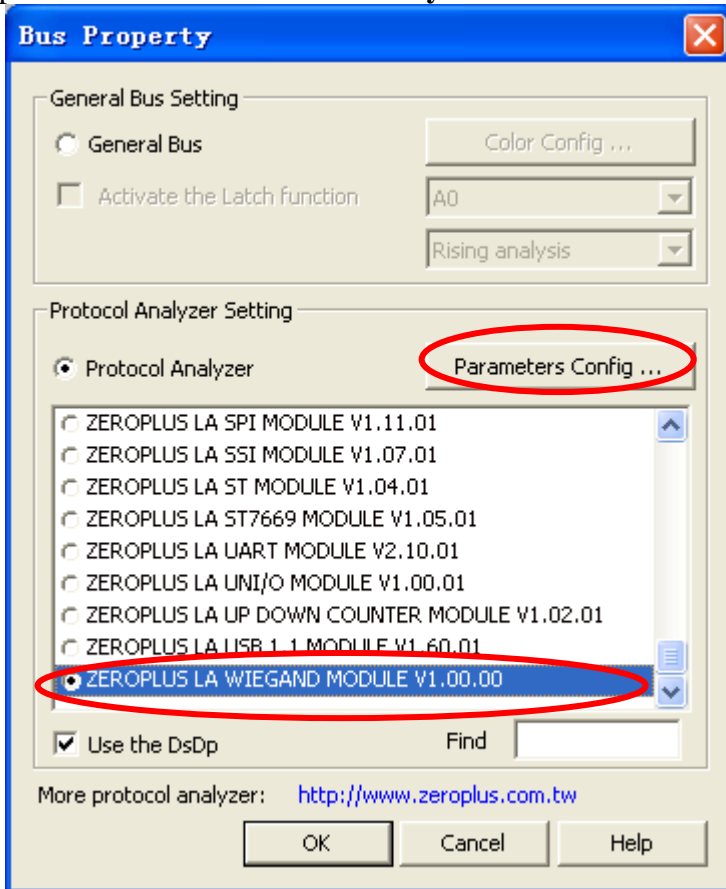 Bus Property
General Bus Setting
General Bus
Color Config ...
Activate the Latch function
A0
Rising analysis
Protocol Analyzer Setting
Protocol Analyzer
Parameters Config ...
ZEROPLUS LA SPI MODULE V1.11.01
ZEROPLUS LA SSI MODULE V1.07.01
ZEROPLUS LA ST MODULE V1.04.01
ZEROPLUS LA ST7669 MODULE V1.05.01
ZEROPLUS LA UART MODULE V2.10.01
ZEROPLUS LA UNI/O MODULE V1.00.01
ZEROPLUS LA UP DOWN COUNTER MODULE V1.02.01
ZEROPLUS LA USB 1.1 MODULE V1.60.01
ZEROPLUS LA WIEGAND MODULE V1.00.00
Use the DsDp
Find
More protocol analyzer: http://www.zeroplus.com.tw
OK
Cancel
Help